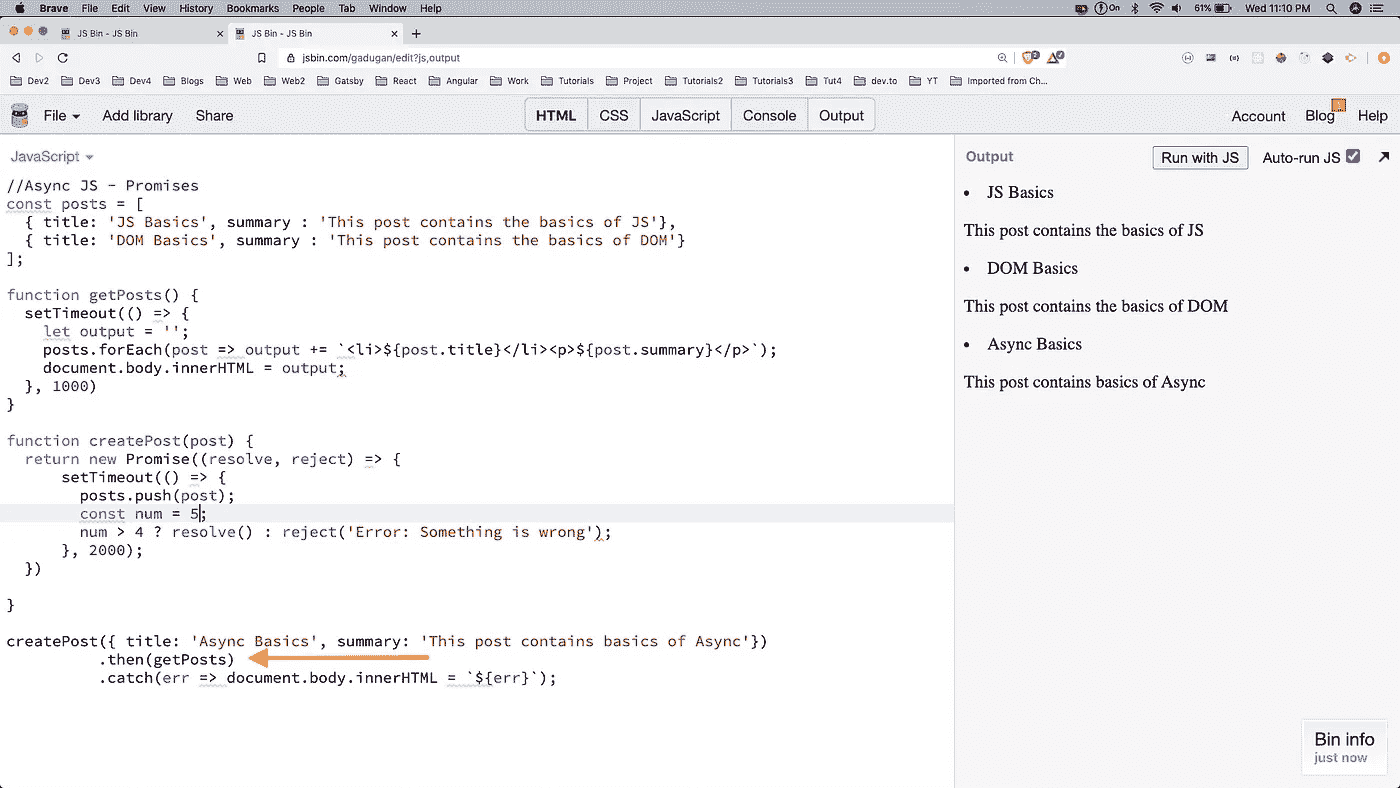 Brave File Edit View History Bookmarks People Tab Window Help On 61% Wed 11:10 PM
JS Bin - JS Bin JS Bin - JS Bin
jsbin.com/gadugan/edit?js,output
Dev2 Dev3 Dev4 Blogs Web Web2 Gatsby React Angular Work Tutorials Project Tutorials2 Tutorials3 Tut4 dev.to YT Imported from Ch...
File Add library Share HTML CSS JavaScript Console Output Account Blog Help
JavaScript
//Async JS - Promises
const posts = [
  { title: 'JS Basics', summary : 'This post contains the basics of JS'},
  { title: 'DOM Basics', summary : 'This post contains the basics of DOM'}
];
function getPosts() {
  setTimeout(() => {
    let output = '';
    posts.forEach(post => output += `<li>${post.title}</li><p>${post.summary}</p>`);
    document.body.innerHTML = output;
  }, 1000)
}
function createPost(post) {
  return new Promise((resolve, reject) => {
      setTimeout(() => {
        posts.push(post);
        const num = 5;
        num > 4 ? resolve() : reject('Error: Something is wrong');
      }, 2000);
  })
}
createPost({ title: 'Async Basics', summary: 'This post contains basics of Async'})
          .then(getPosts)
          .catch(err => document.body.innerHTML = `${err}`);
Output Run with JS Auto-run JS
• JS Basics
This post contains the basics of JS
• DOM Basics
This post contains the basics of DOM
• Async Basics
This post contains basics of Async
Bin info
just now